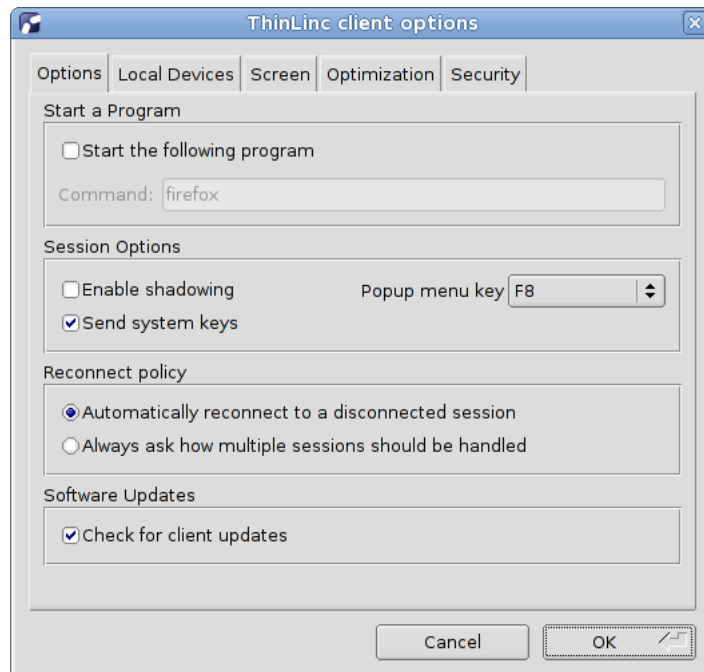 ThinLinc client options
Options Local Devices Screen Optimization Security
Start a Program
Start the following program
Command: firefox
Session Options
Enable shadowing Popup menu key F8
Send system keys
Reconnect policy
Automatically reconnect to a disconnected session
Always ask how multiple sessions should be handled
Software Updates
Check for client updates
Cancel OK